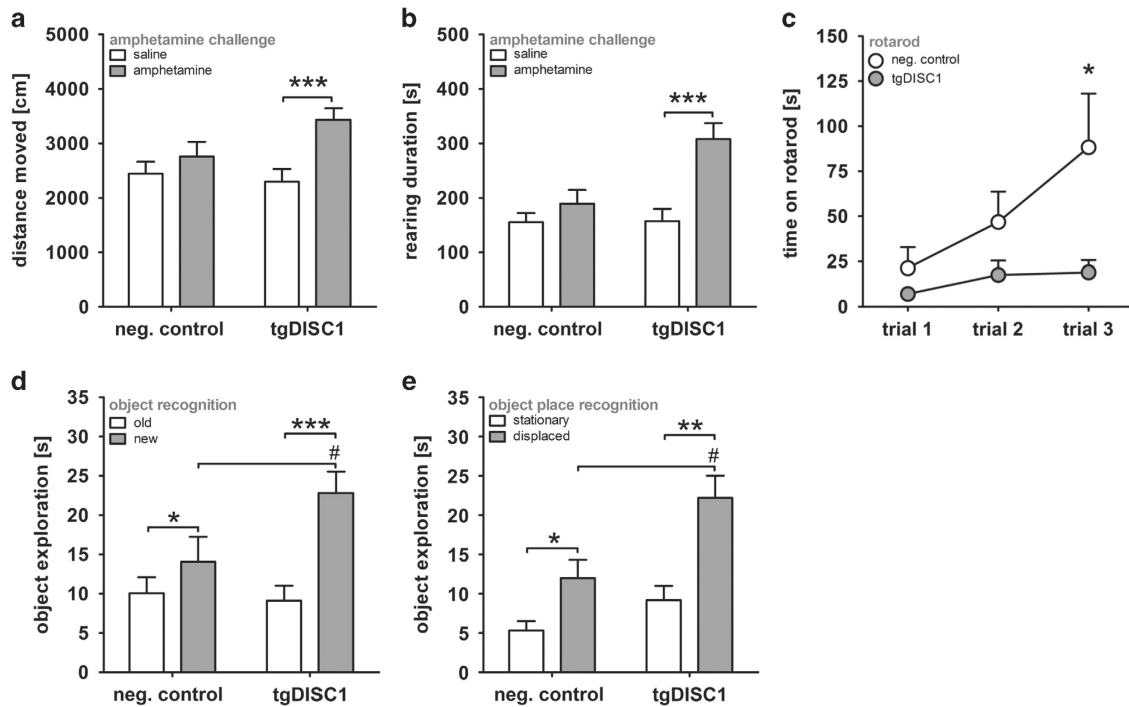 a
amphetamine challenge
saline
amphetamine
distance moved [cm]
5000
4000
3000
2000
1000
0
***
neg. control
tgDISC1
b
amphetamine challenge
saline
amphetamine
rearing duration [s]
500
400
300
200
100
0
***
neg. control
tgDISC1
c
rotarod
neg. control
tgDISC1
time on rotarod [s]
150
125
100
75
50
25
0
*
trial 1
trial 2
trial 3
d
object recognition
old
new
object exploration [s]
35
30
25
20
15
10
5
0
*
***
#
neg. control
tgDISC1
e
object place recognition
stationary
displaced
object exploration [s]
35
30
25
20
15
10
5
0
*
**
#
neg. control
tgDISC1